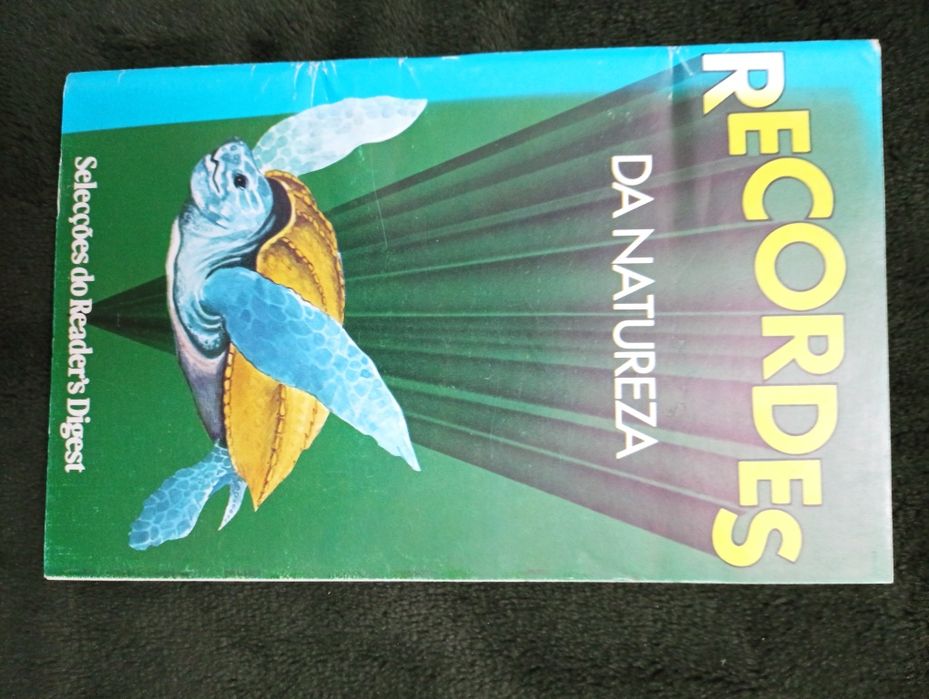 RECORDES
DA NATUREZA
Selecções do Reader's Digest